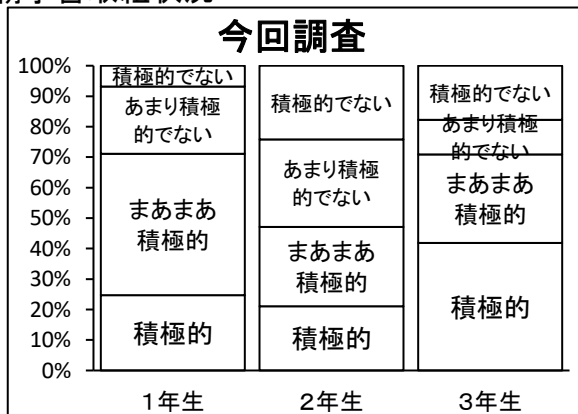 今回調査
100%
90%
80%
70%
60%
50%
40%
30%
20%
10%
0%
積極的でない
あまり積極
的でない
まあまあ
積極的
積極的
積極的でない
あまり積極
的でない
まあまあ
積極的
積極的
積極的でない
あまり積極
的でない
まあまあ
積極的
積極的
1年生
2年生
3年生